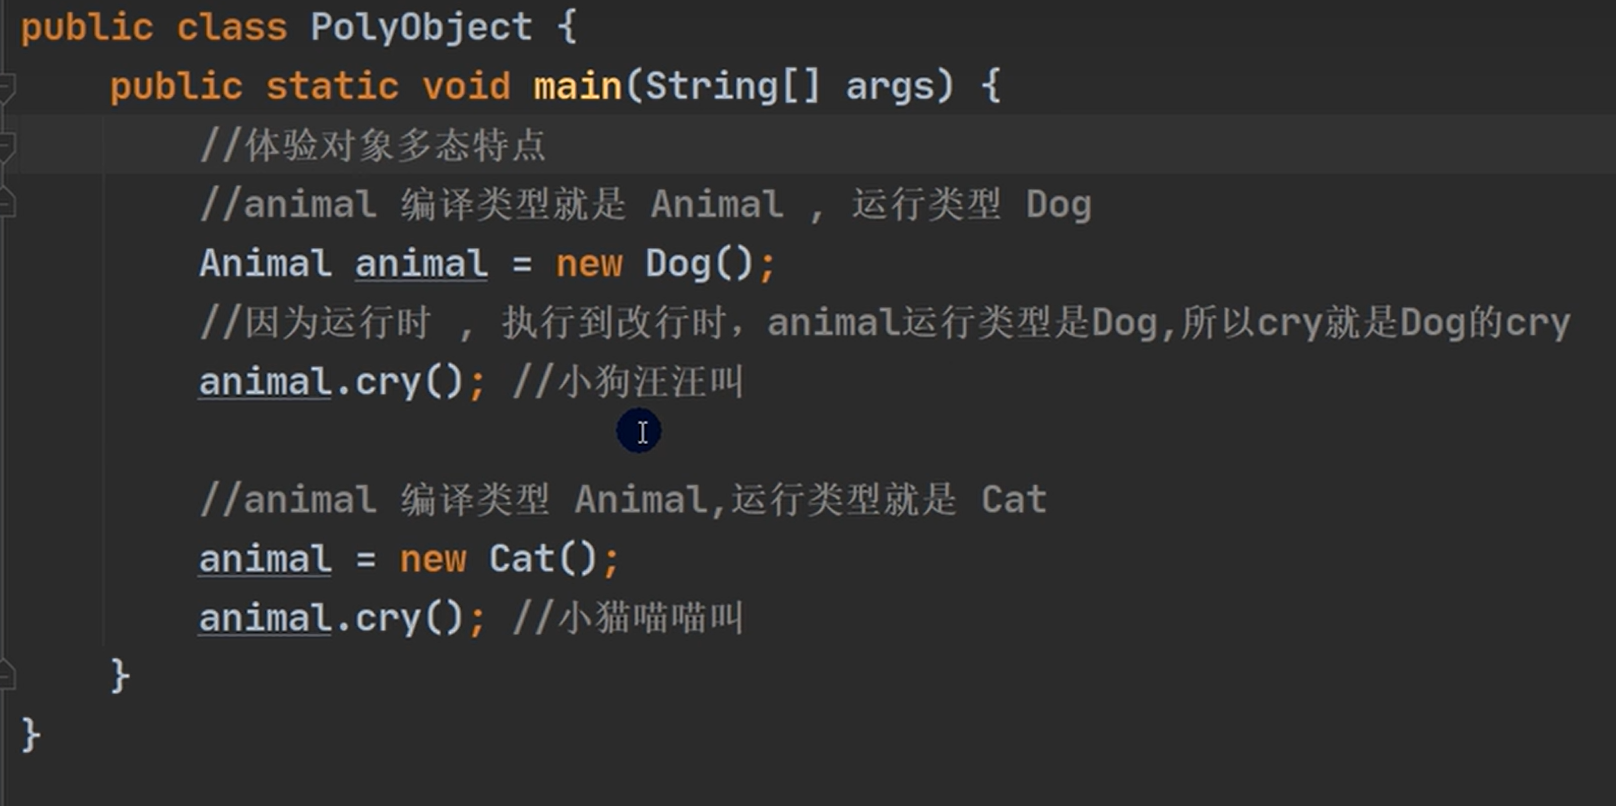 public class PolyObject {
public static void main(String[] args) {
//体验对象多态特点
//animal 编译类型就是 Animal , 运行类型 Dog
Animal animal = new Dog();
//因为运行时 , 执行到改行时，animal运行类型是Dog,所以cry就是Dog的cry
animal.cry(); //小狗汪汪叫
//animal 编译类型 Animal,运行类型就是 Cat
animal = new Cat();
animal.cry(); //小猫喵喵叫
}
}